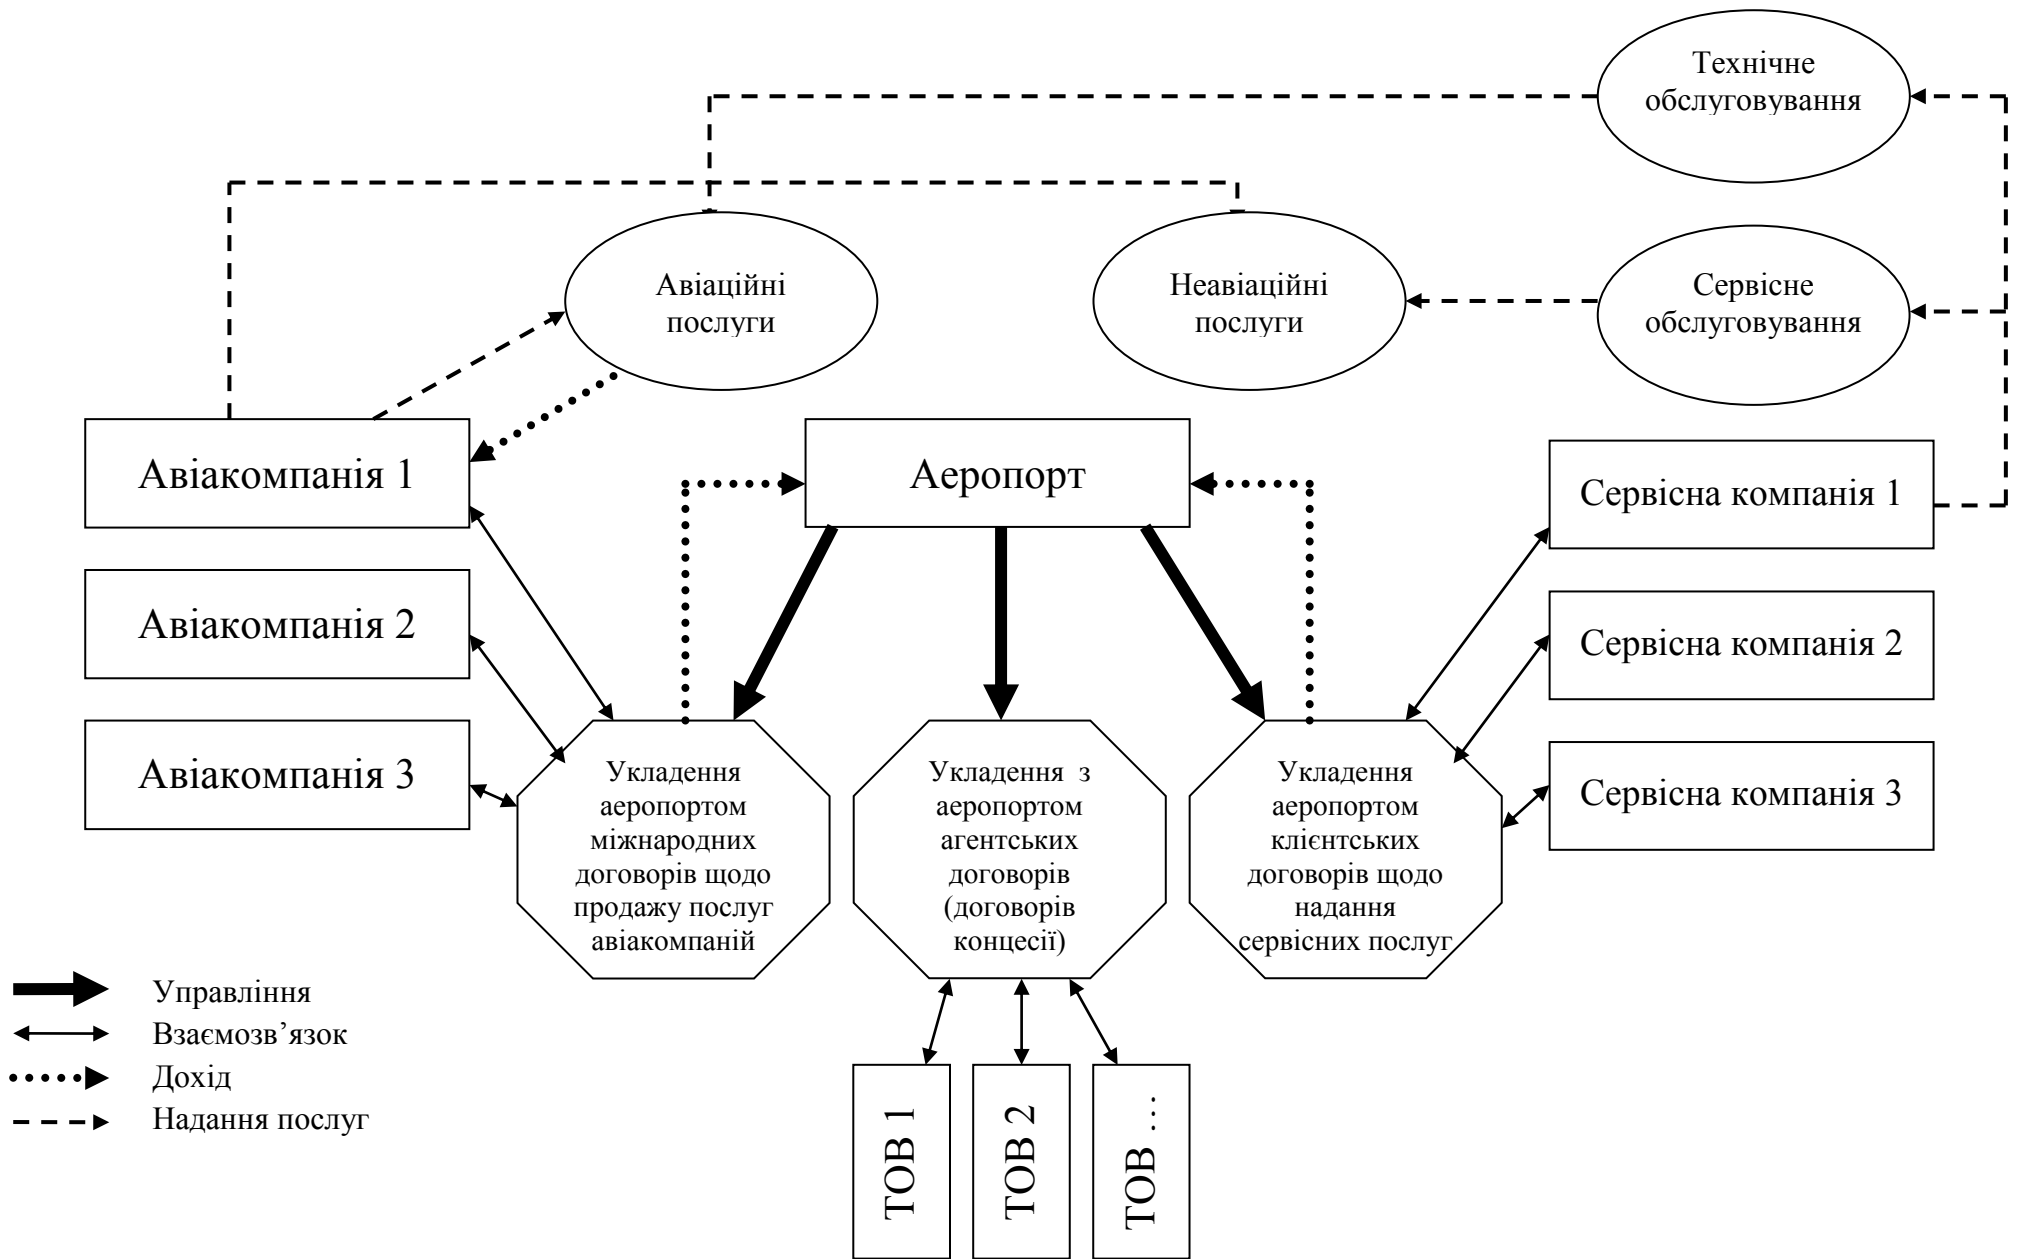 Технічне
обслуговування
Авіаційні
послуги
Неавіаційні
послуги
Сервісне
обслуговування
Авіакомпанія 1
Аеропорт
Сервісна компанія 1
Авіакомпанія 2
Сервісна компанія 2
Авіакомпанія 3
Сервісна компанія 3
Укладення
аеропортом
міжнародних
договорів щодо
продажу послуг
авіакомпаній
Укладення з
аеропортом
агентських
договорів
(договорів
концесії)
Укладення
аеропортом
клієнтських
договорів щодо
надання
сервісних послуг
Управління
Взаємозв’язок
Дохід
Надання послуг
ТОВ 1
ТОВ 2
ТОВ …